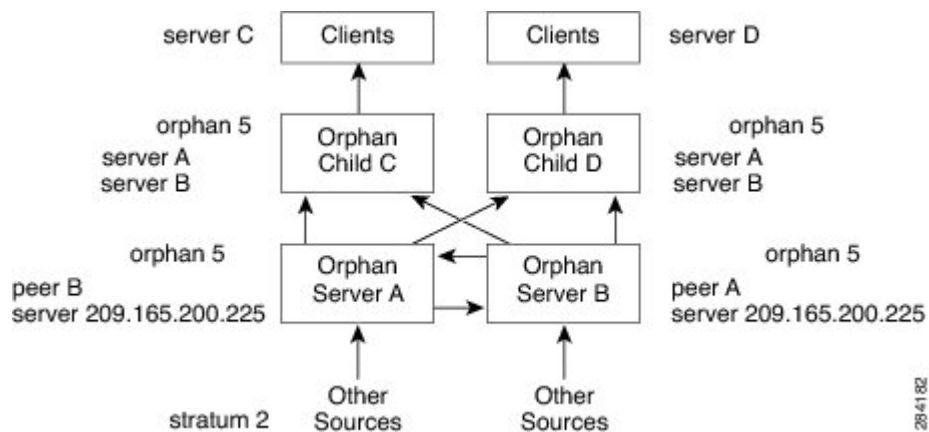 server C
Clients
Clients
server D
orphan 5
server A
server B
Orphan
Child C
Orphan
Child D
orphan 5
server A
server B
orphan 5
peer B
server 209.165.200.225
Orphan
Server A
Orphan
Server B
orphan 5
peer A
server 209.165.200.225
stratum 2
Other
Sources
Other
Sources
284182